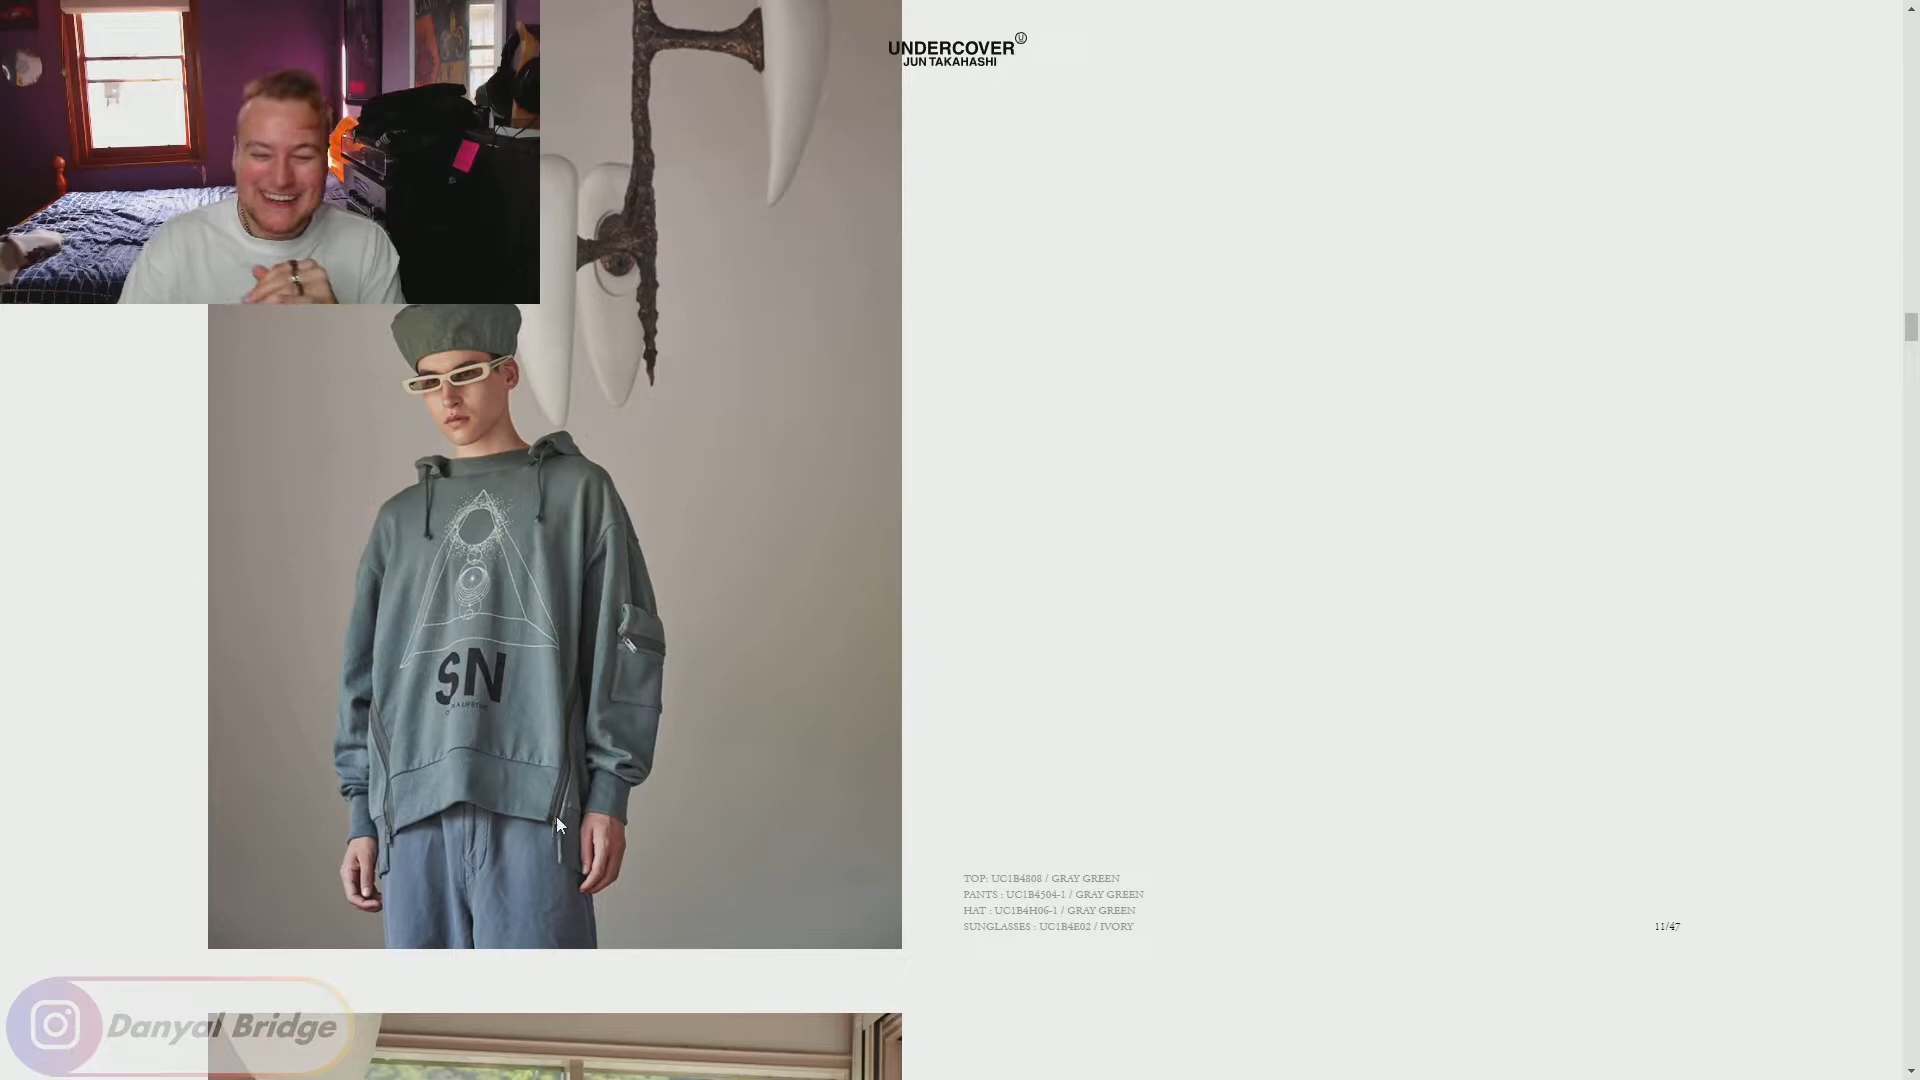 UNDERCOVER
JUN TAKAHASHI
SN
TOP: UC1B4808 / GRAY GREEN
PANTS : UC1B4504-1 / GRAY GREEN
HAT : UC1B4H06-1 / GRAY GREEN
SUNGLASSES : UC1B4E02 / IVORY
11/47
Danyal Bridge